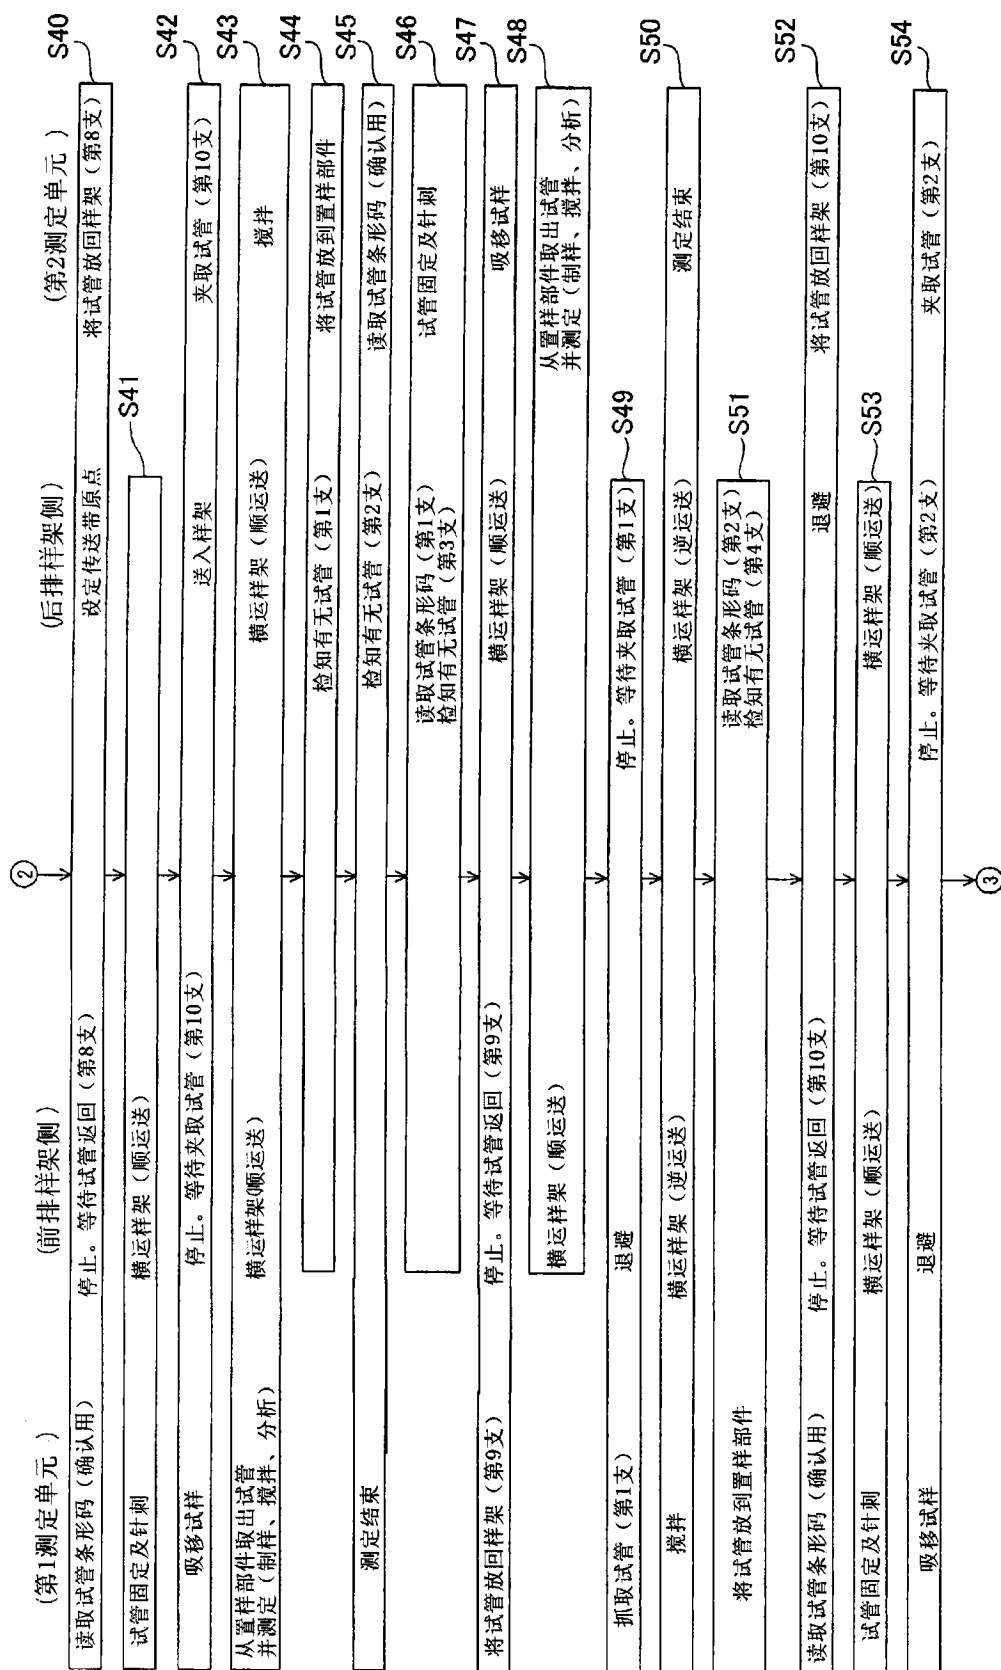 ②
(第1测定单元)
(前排样架侧)
(后排样架侧)
(第2测定单元)
读取试管条形码(确认用)
停止。等待试管返回(第8支)
设定传送带原点
将试管放回样架(第8支)
S40
试管固定及针刺
横运样架(顺运送)
S41
吸移试样
停止。等待夹取试管(第10支)
送入样架
夹取试管(第10支)
S42
从置样部件取出试管
并测定(制样、搅拌、分析)
横运样架(顺运送)
横运样架(顺运送)
搅拌
S43
检知有无试管(第1支)
将试管放到置样部件
S44
测定结束
检知有无试管(第2支)
读取试管条形码(确认用)
S45
读取试管条形码(第1支)
检知有无试管(第3支)
试管固定及针刺
S46
将试管放回样架(第9支)
停止。等待试管返回(第9支)
横运样架(顺运送)
吸移试样
S47
横运样架(顺运送)
从置样部件取出试管
并测定(制样、搅拌、分析)
S48
抓取试管(第1支)
退避
停止。等待夹取试管(第1支)
S49
搅拌
横运样架(逆运送)
横运样架(逆运送)
测定结束
S50
将试管放到置样部件
读取试管条形码(第2支)
检知有无试管(第4支)
S51
读取试管条形码(确认用)
停止。等待试管返回(第10支)
退避
将试管放回样架(第10支)
S52
试管固定及针刺
横运样架(顺运送)
横运样架(顺运送)
S53
吸移试样
退避
停止。等待夹取试管(第2支)
夹取试管(第2支)
S54
③